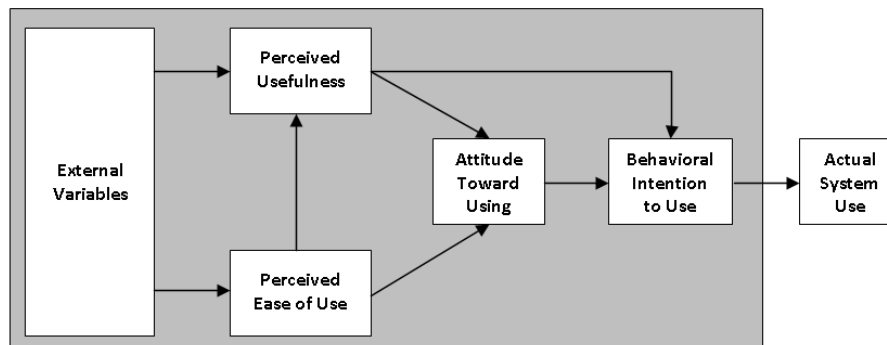 External
Variables
Perceived
Usefulness
Perceived
Ease of Use
Attitude
Toward
Using
Behavioral
Intention
to Use
Actual
System
Use